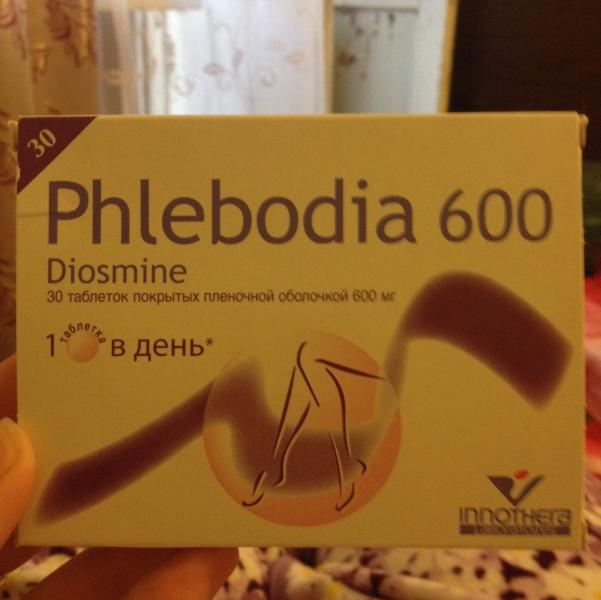 30
Phlebodia 600
Diosmine
30 таблеток покрытых пленочной оболочкой 600 мг
1 таблетка в день*
INNOTHERA